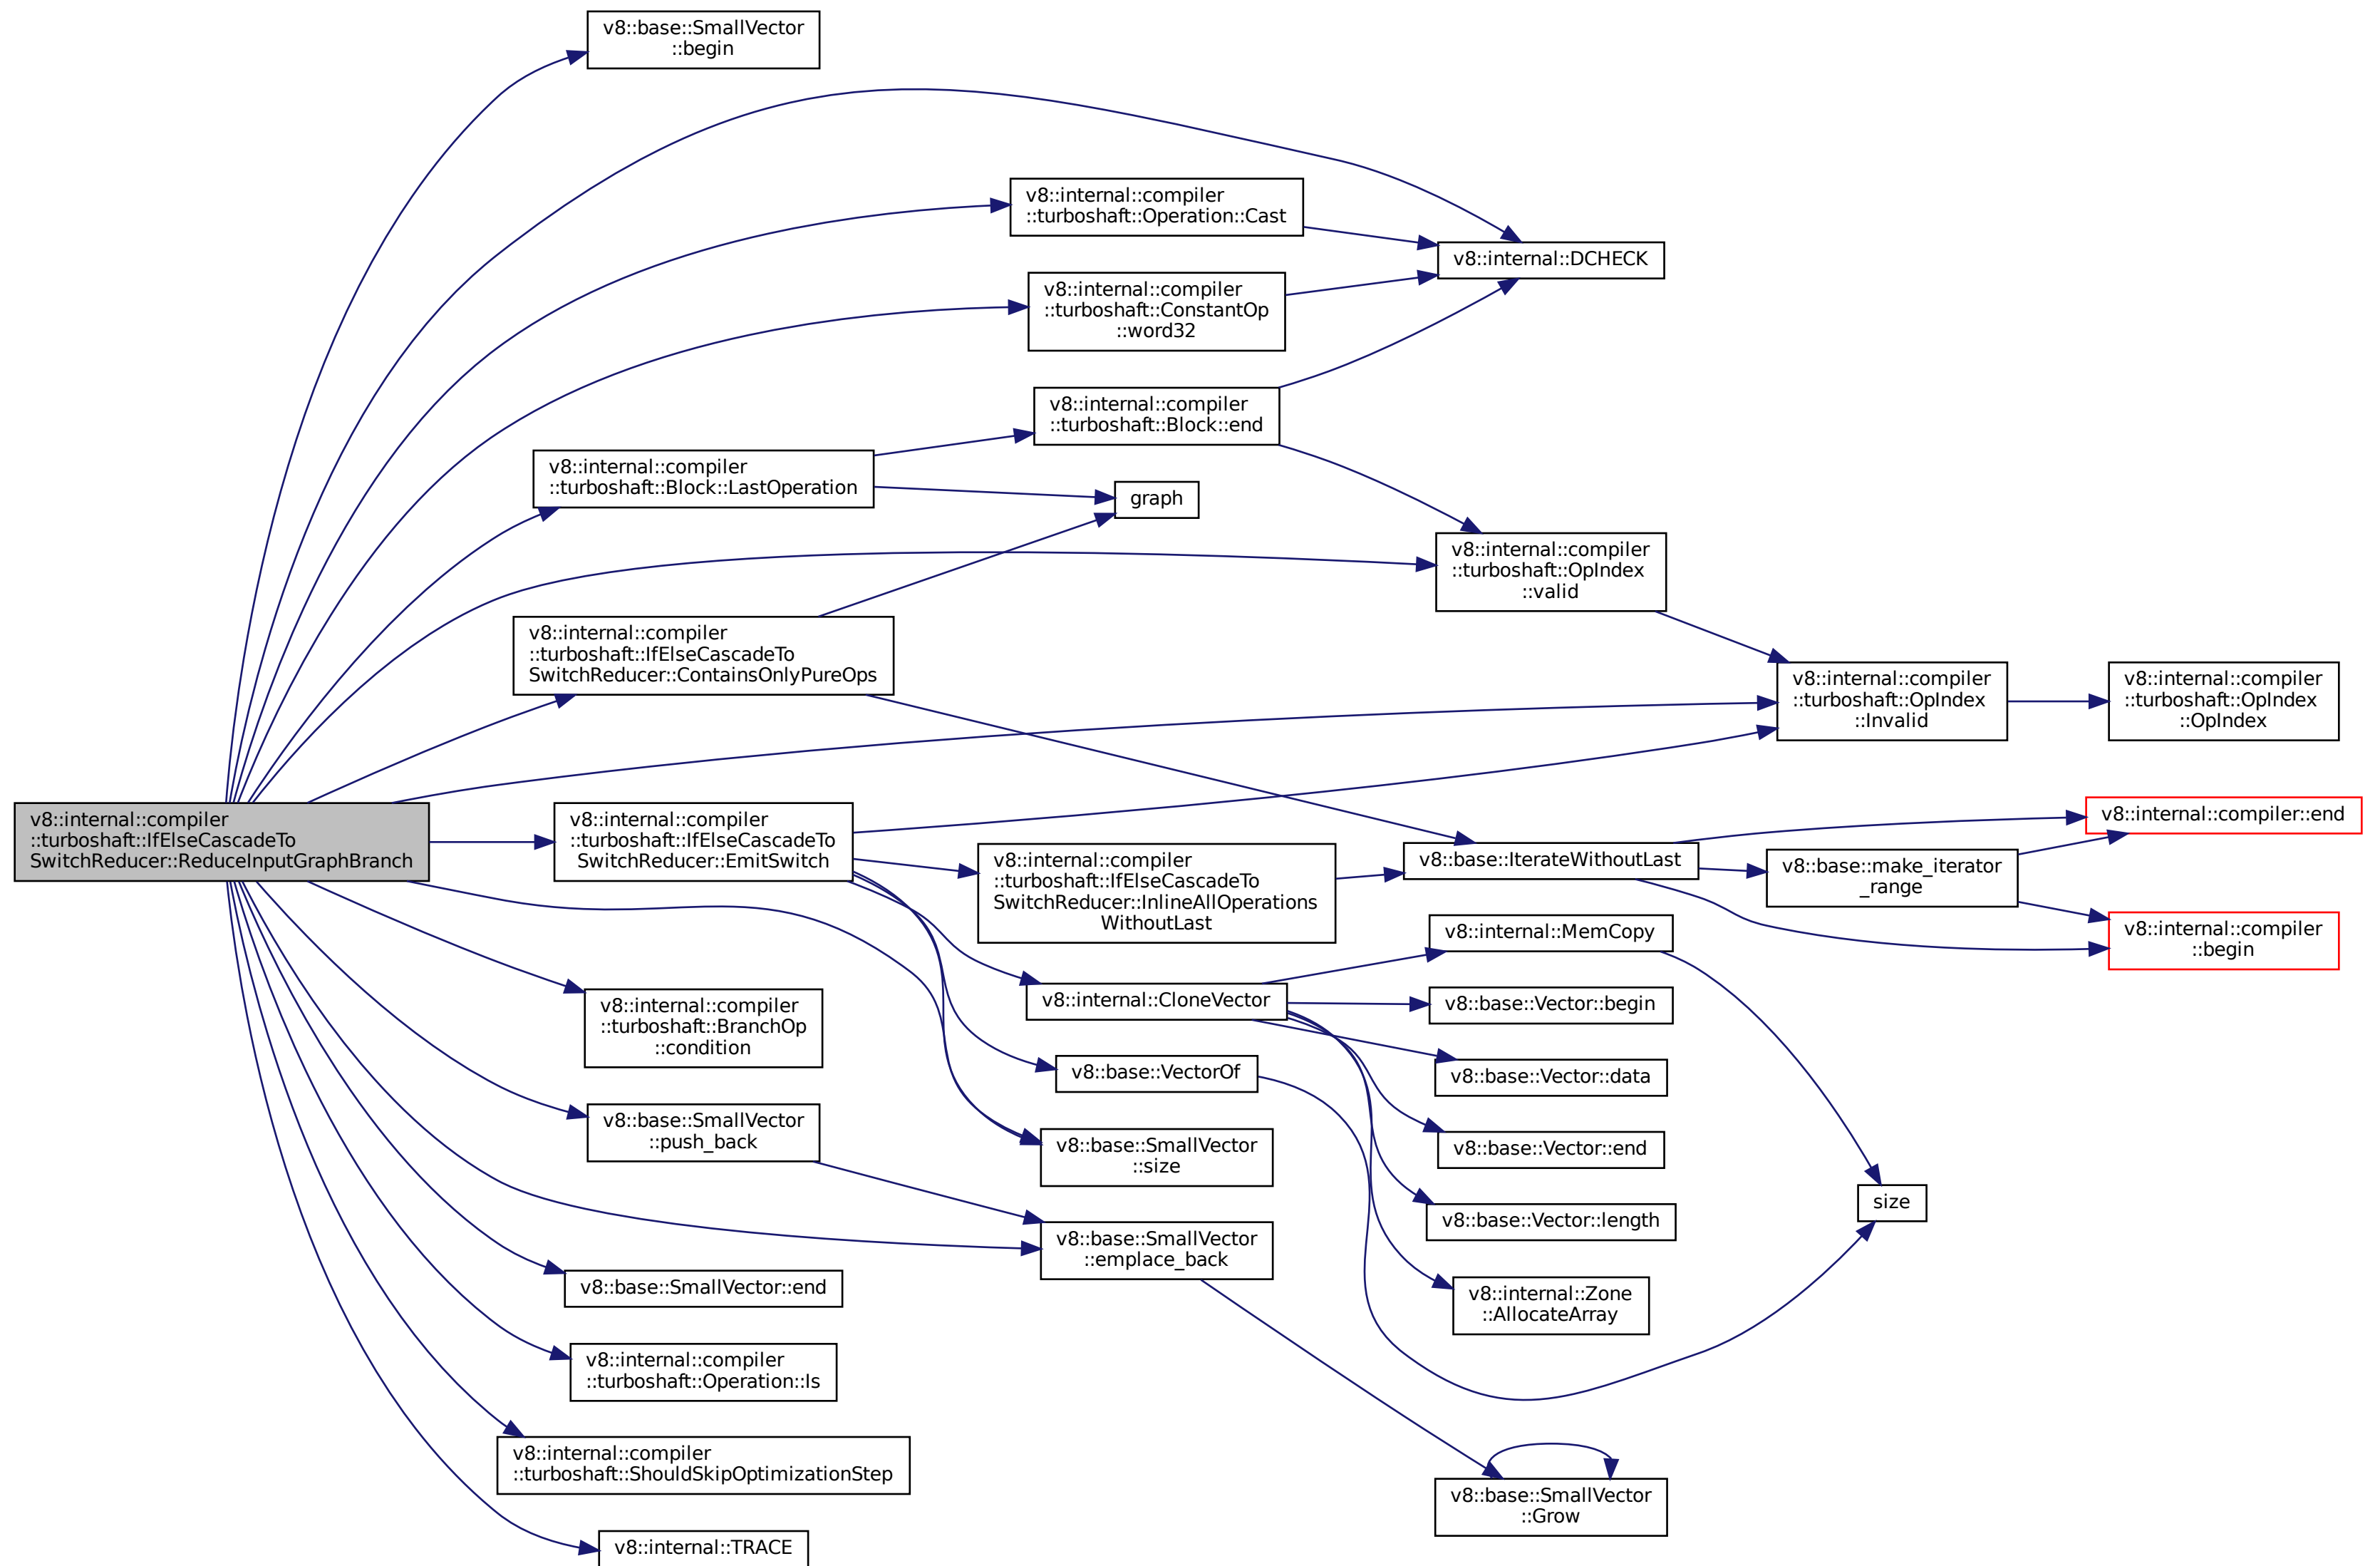 v8::base::SmallVector
::begin
v8::internal::compiler
::turboshaft::Operation::Cast
v8::internal::DCHECK
v8::internal::compiler
::turboshaft::ConstantOp
::word32
v8::internal::compiler
::turboshaft::Block::end
v8::internal::compiler
::turboshaft::Block::LastOperation
graph
v8::internal::compiler
::turboshaft::OpIndex
::valid
v8::internal::compiler
::turboshaft::IfElseCascadeTo
SwitchReducer::ContainsOnlyPureOps
v8::internal::compiler
::turboshaft::OpIndex
::Invalid
v8::internal::compiler
::turboshaft::OpIndex
::OpIndex
v8::internal::compiler
::turboshaft::IfElseCascadeTo
SwitchReducer::ReduceInputGraphBranch
v8::internal::compiler
::turboshaft::IfElseCascadeTo
SwitchReducer::EmitSwitch
v8::internal::compiler
::turboshaft::IfElseCascadeTo
SwitchReducer::InlineAllOperations
WithoutLast
v8::base::IterateWithoutLast
v8::base::make_iterator
_range
v8::internal::compiler::end
v8::internal::compiler
::begin
v8::internal::MemCopy
v8::internal::CloneVector
v8::base::Vector::begin
v8::internal::compiler
::turboshaft::BranchOp
::condition
v8::base::VectorOf
v8::base::Vector::data
v8::base::SmallVector
::push_back
v8::base::SmallVector
::size
v8::base::Vector::end
v8::base::Vector::length
size
v8::base::SmallVector
::emplace_back
v8::base::SmallVector::end
v8::internal::Zone
::AllocateArray
v8::internal::compiler
::turboshaft::Operation::Is
v8::internal::compiler
::turboshaft::ShouldSkipOptimizationStep
v8::base::SmallVector
::Grow
v8::internal::TRACE